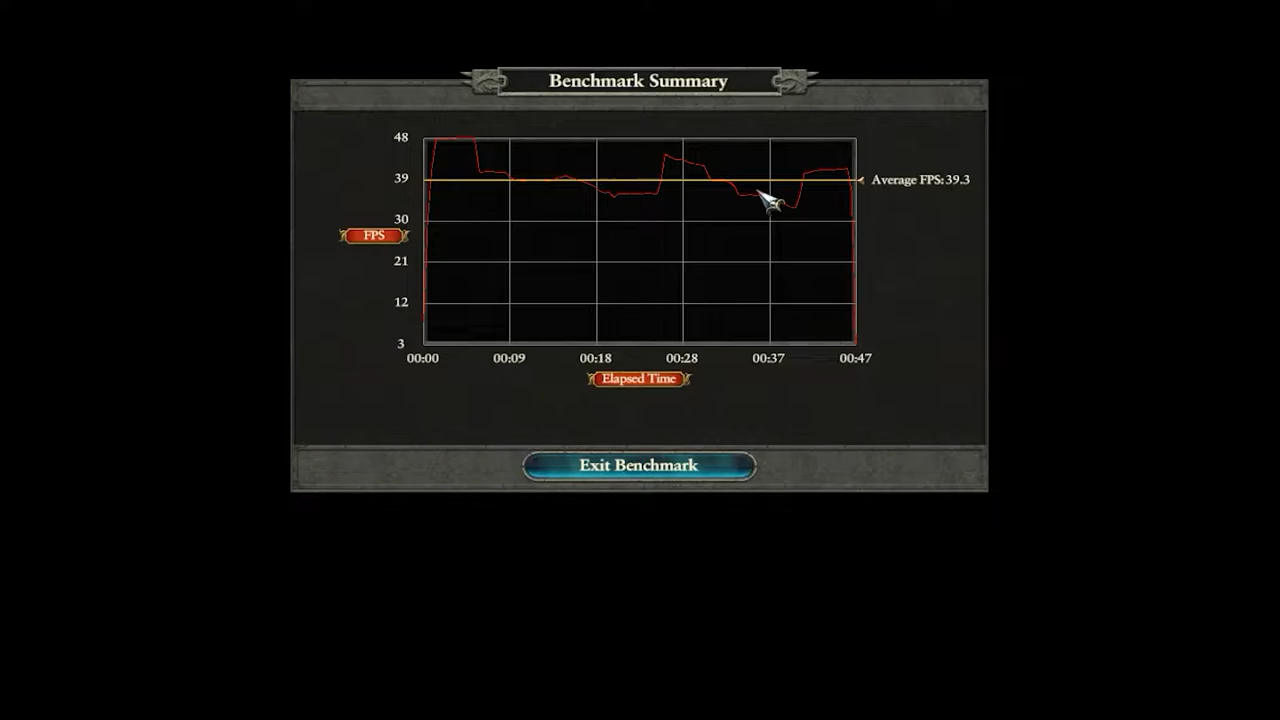 Benchmark Summary
48
39
Average FPS: 39.3
30
FPS
21
12
3
00:00 00:09 00:18 00:28 00:37 00:47
Elapsed Time
Exit Benchmark